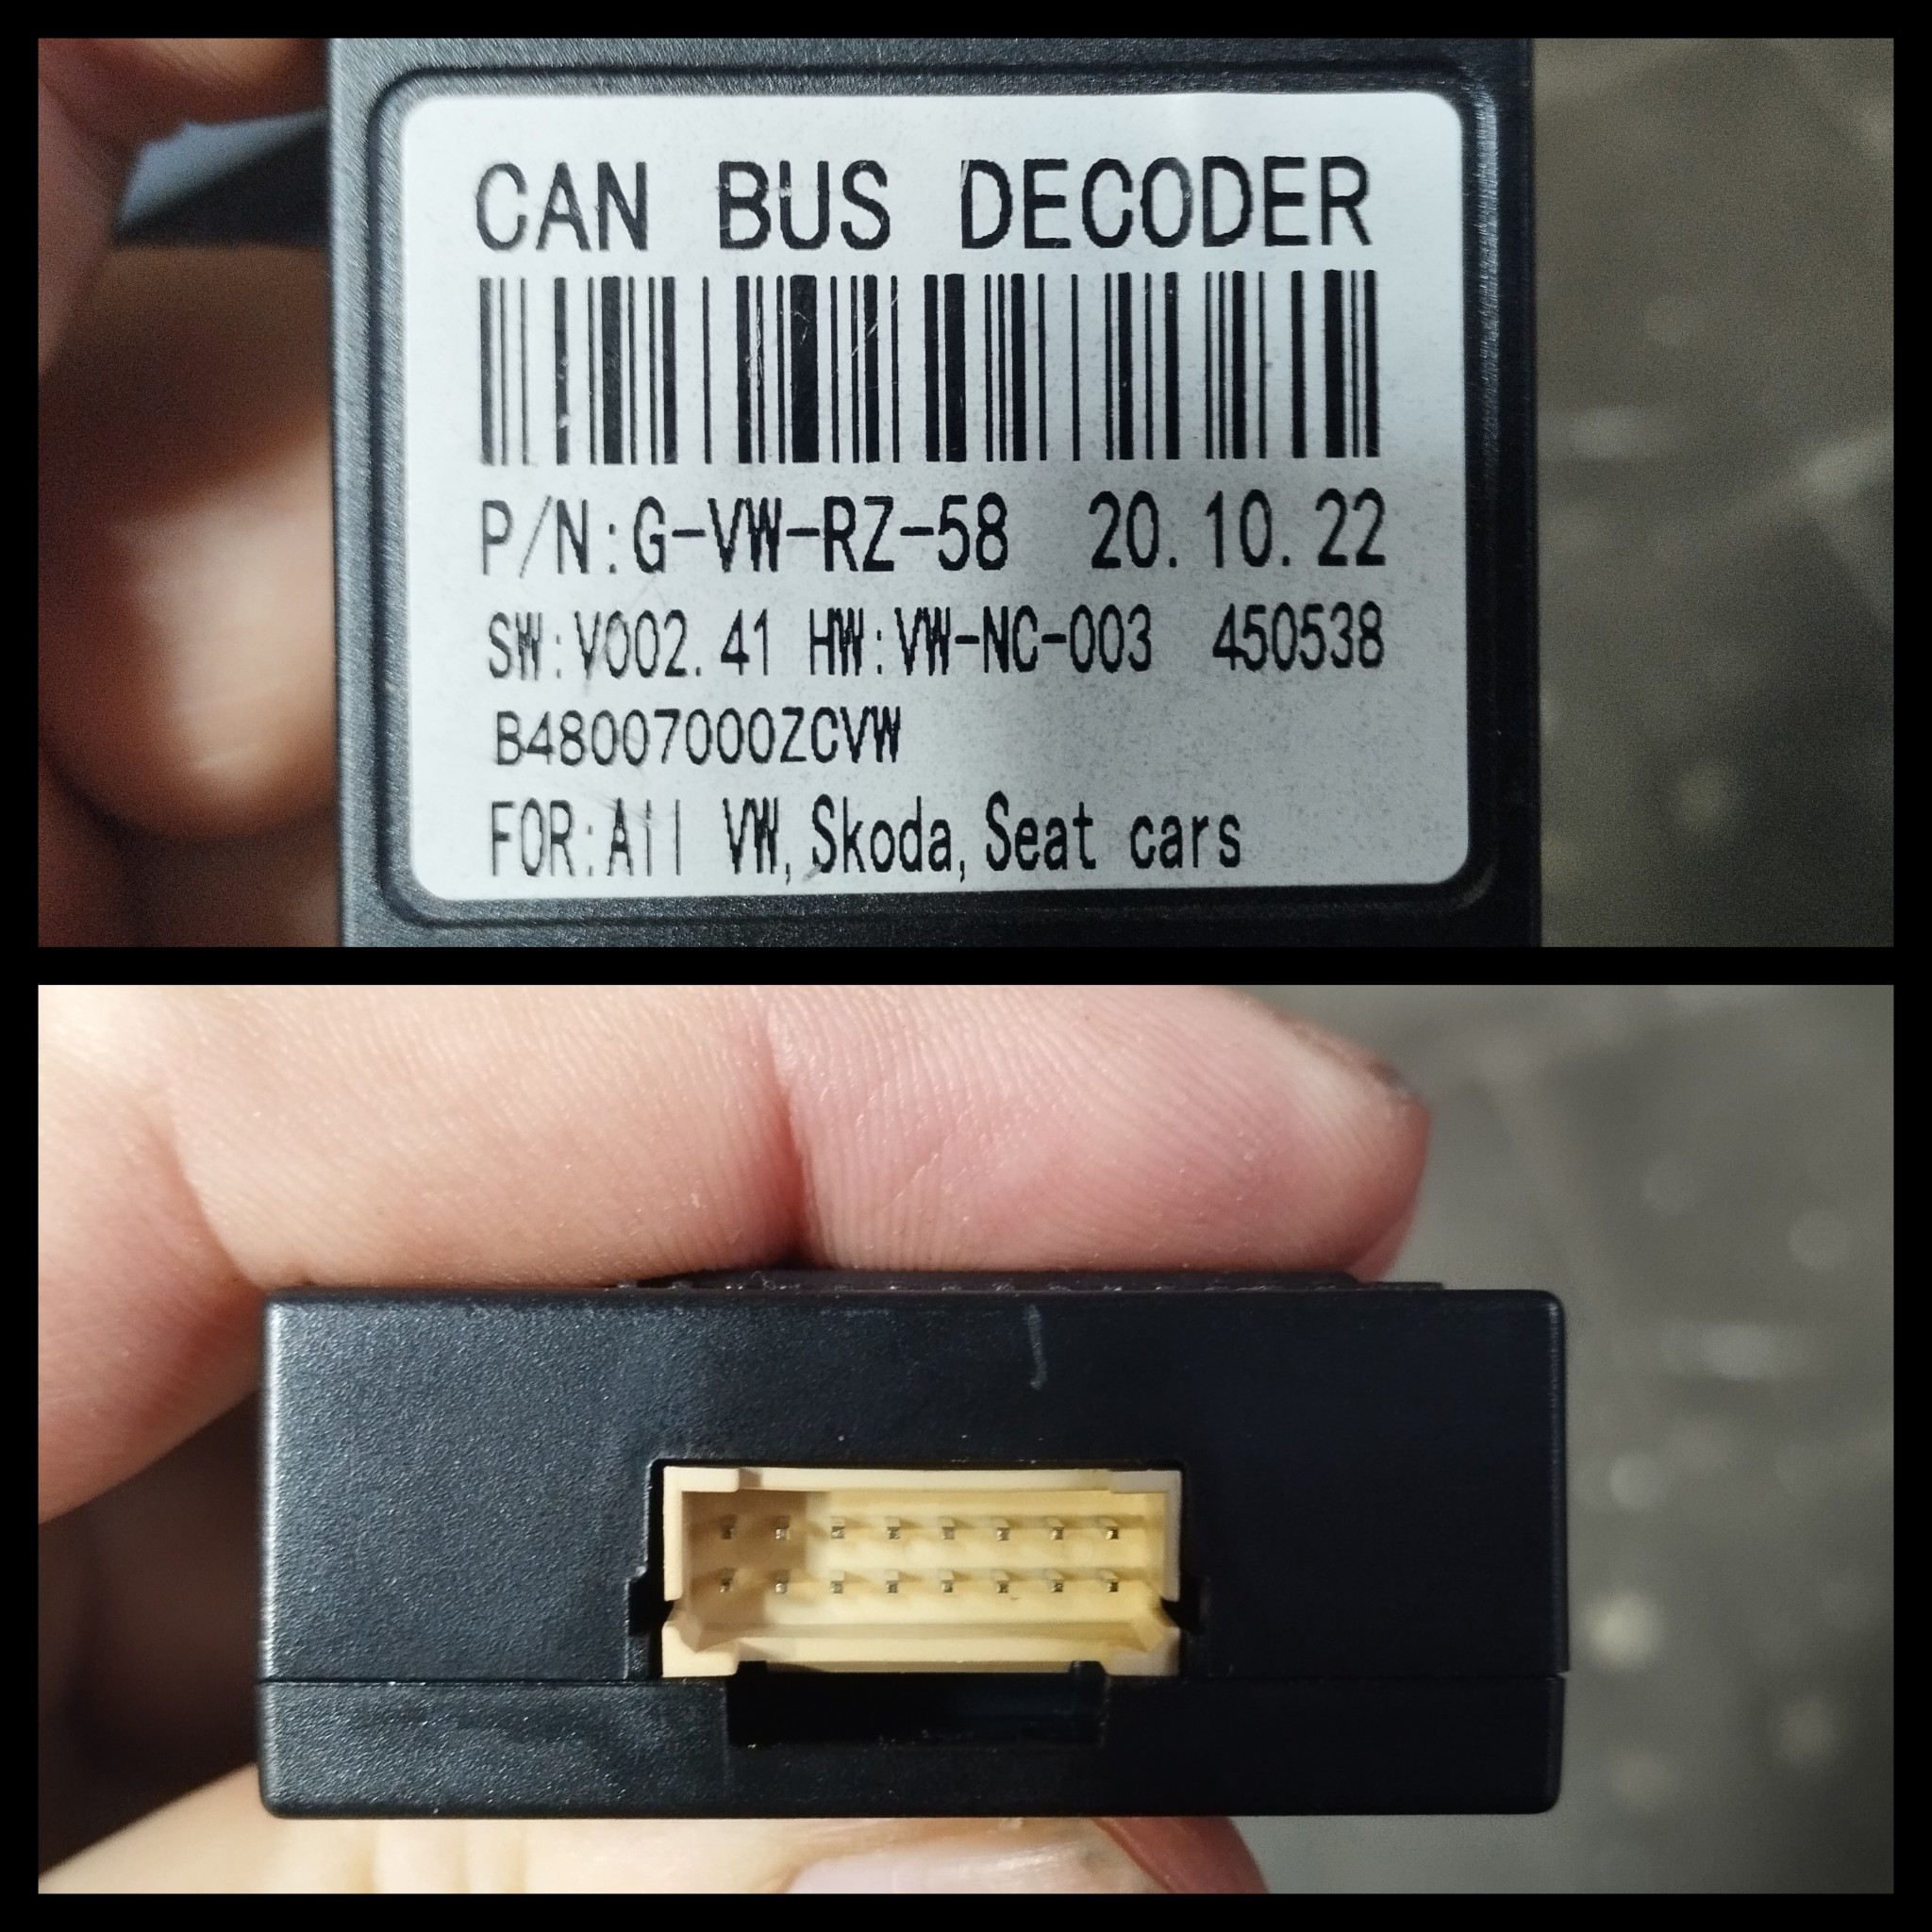 CAN BUS DECODER
P/N:G-VW-RZ-58 20.10.22
SW:V002.41 HW:VW-NC-003 450538
B48007000ZCVW
FOR:All VW,Skoda,Seat cars